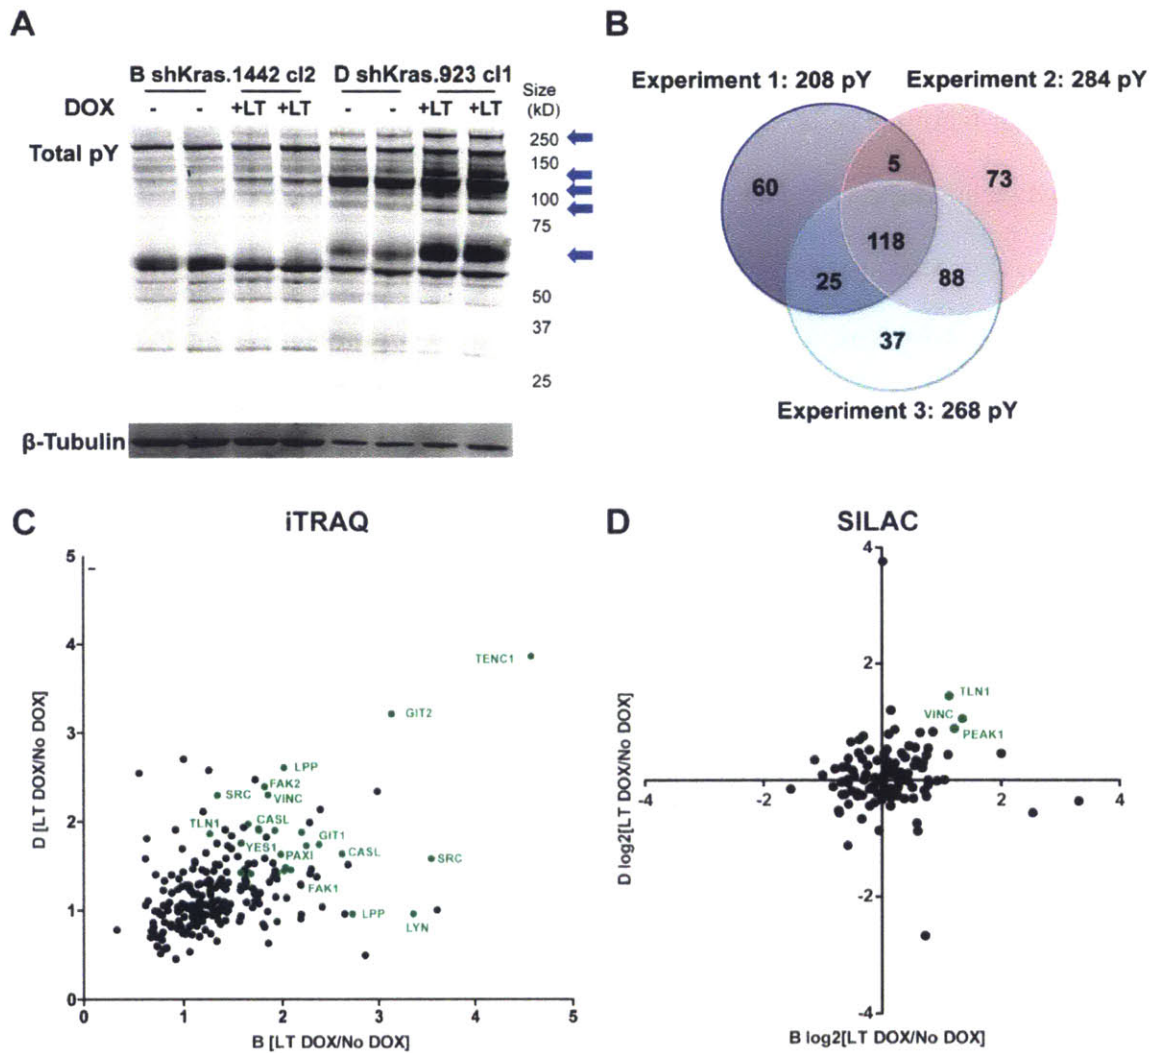 A
B shKras.1442 cl2 D shKras.923 cl1
Size
(kD)
DOX - - +LT +LT - - +LT +LT
Total pY
250
150
100
75
50
37
25
β-Tubulin
B
Experiment 1: 208 pY
Experiment 2: 284 pY
60
5
73
118
25
88
37
Experiment 3: 268 pY
C
iTRAQ
5
4
3
2
1
0
0 1 2 3 4 5
D [LT DOX/No DOX]
B [LT DOX/No DOX]
TENC1
GIT2
LPP
FAK2
SRC
VINC
TLN1
CASL
GIT1
YES1
PAXI
CASL
SRC
FAK1
LPP
LYN
D
SILAC
4
2
-2
-4
-4 -2 2 4
D log2[LT DOX/No DOX]
B log2[LT DOX/No DOX]
TLN1
VINC
PEAK1